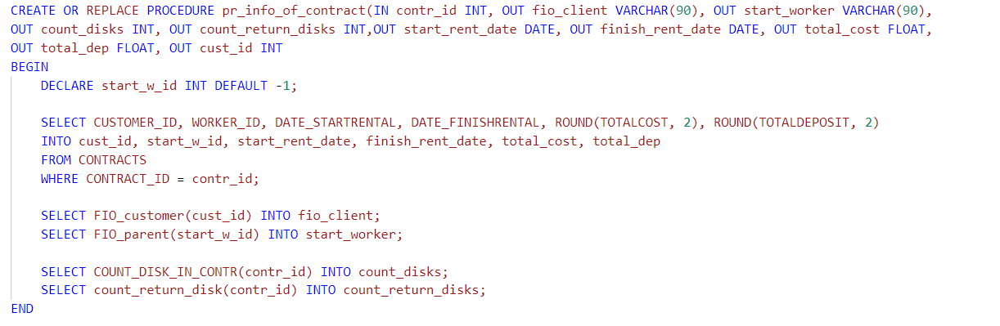 CREATE OR REPLACE PROCEDURE pr_info_of_contract(IN contr_id INT, OUT fio_client VARCHAR(90), OUT start_worker VARCHAR(90),
OUT count_disks INT, OUT count_return_disks INT,OUT start_rent_date DATE, OUT finish_rent_date DATE, OUT total_cost FLOAT,
OUT total_dep FLOAT, OUT cust_id INT
BEGIN
    DECLARE start_w_id INT DEFAULT -1;

    SELECT CUSTOMER_ID, WORKER_ID, DATE_STARTRENTAL, DATE_FINISHRENTAL, ROUND(TOTALCOST, 2), ROUND(TOTALDEPOSIT, 2)
    INTO cust_id, start_w_id, start_rent_date, finish_rent_date, total_cost, total_dep
    FROM CONTRACTS
    WHERE CONTRACT_ID = contr_id;

    SELECT FIO_customer(cust_id) INTO fio_client;
    SELECT FIO_parent(start_w_id) INTO start_worker;

    SELECT COUNT_DISK_IN_CONTR(contr_id) INTO count_disks;
    SELECT count_return_disk(contr_id) INTO count_return_disks;
END